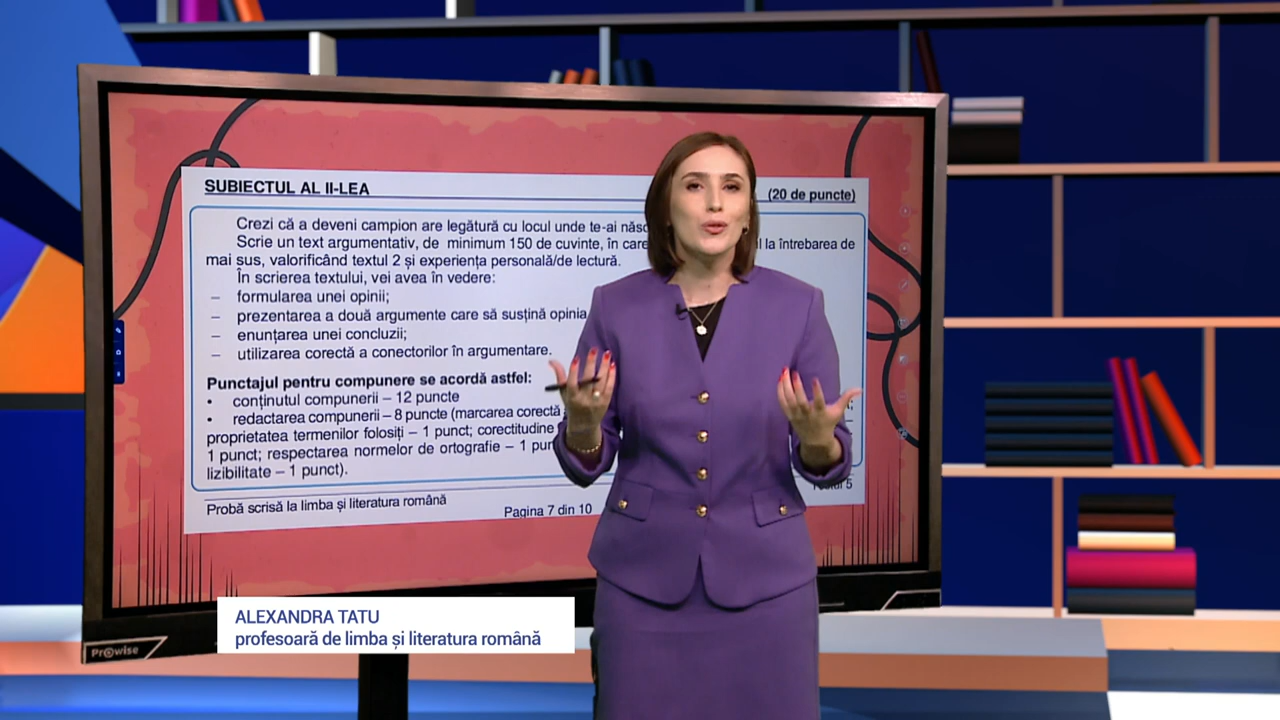 SUBIECTUL AL II-LEA
(20 de puncte)
Crezi că a deveni campion are legătură cu locul unde te-ai
Scrie un text argumentativ, de minimum 150 de cuvinte, în care la întrebarea de
mai sus, valorificând textul 2 și experiența personală/de lectură.
În scrierea textului, vei avea în vedere:
– formularea unei opinii;
– prezentarea a două argumente care să susțină opinia
– enunțarea unei concluzii;
– utilizarea corectă a conectorilor în argumentare.
Punctajul pentru compunere se acordă astfel:
• conținutul compunerii – 12 puncte
• redactarea compunerii – 8 puncte (marcarea corectă
proprietatea termenilor folosiți – 1 punct; corectitudine
1 punct; respectarea normelor de ortografie – 1
lizibilitate – 1 punct).
Probă scrisă la limba și literatura română
Pagina 7 din 10
5
ALEXANDRA TATU
profesoară de limba și literatura română
Prowise